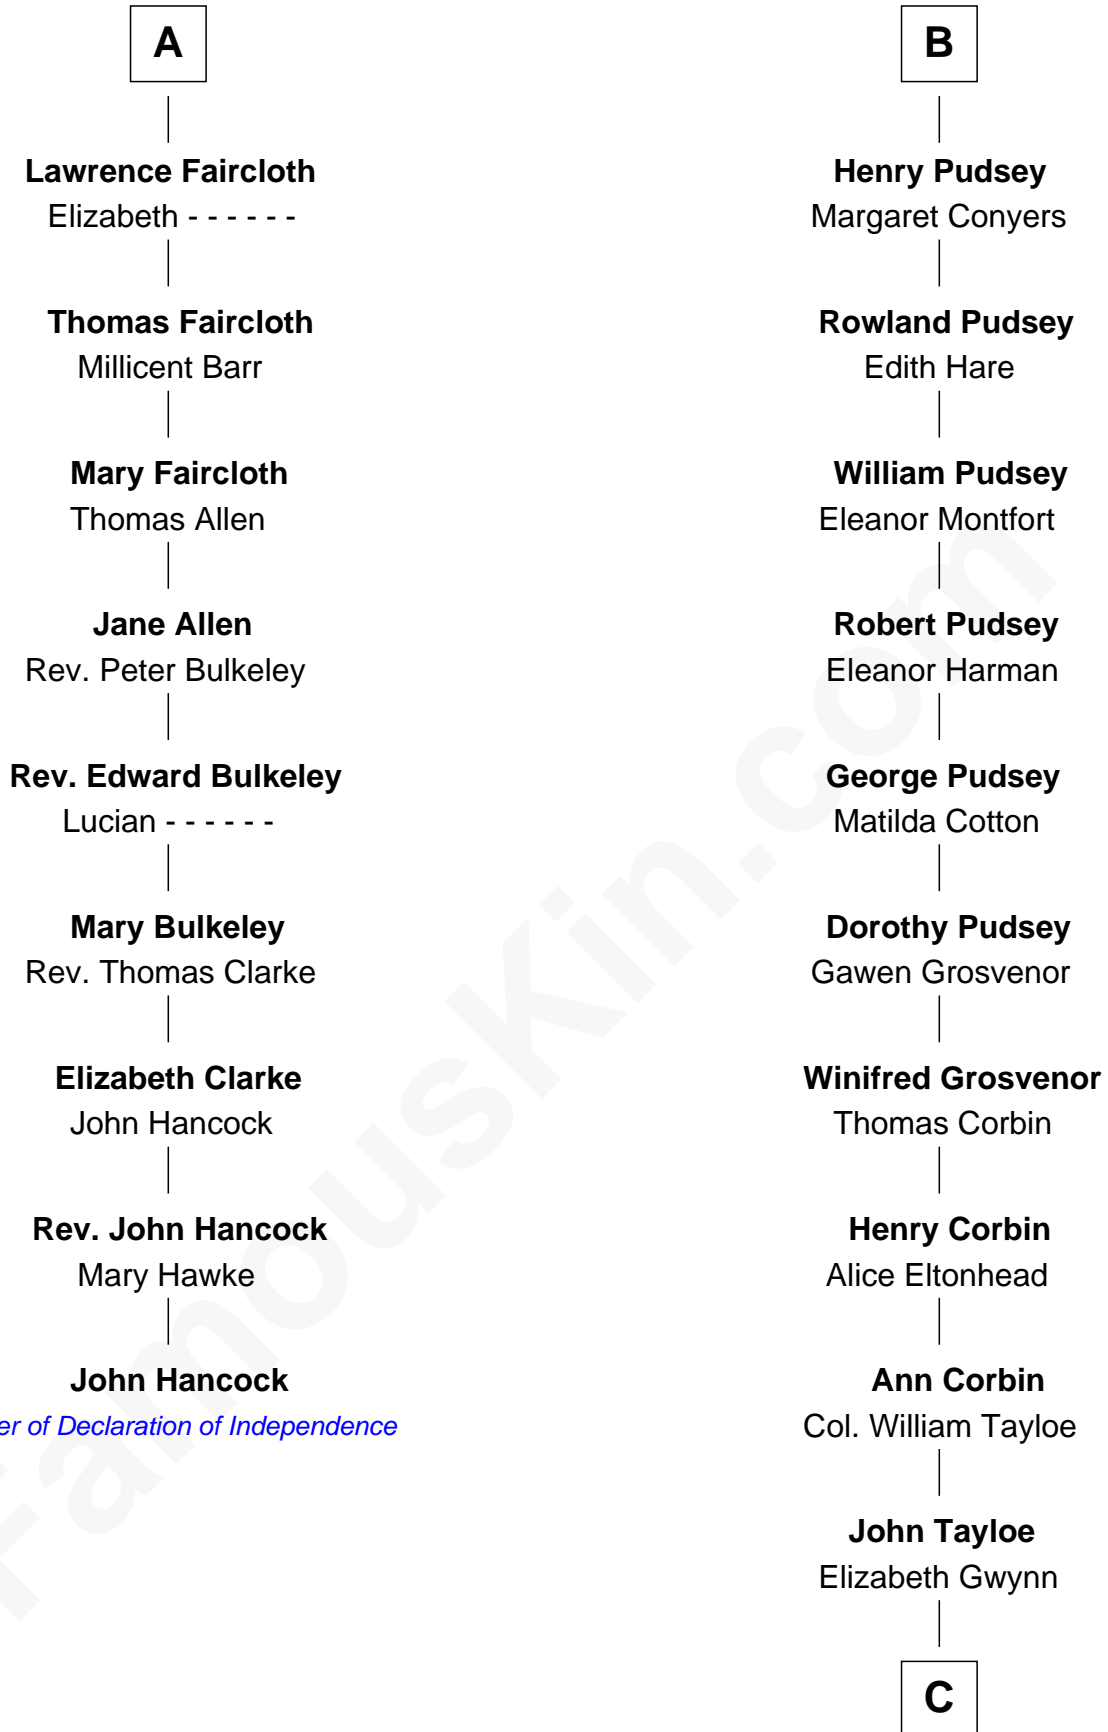 A
Lawrence Faircloth
Elizabeth - - - - - -
Thomas Faircloth
Millicent Barr
Mary Faircloth
Thomas Allen
Jane Allen
Rev. Peter Bulkeley
Rev. Edward Bulkeley
Lucian - - - - - -
Mary Bulkeley
Rev. Thomas Clarke
Elizabeth Clarke
John Hancock
Rev. John Hancock
Mary Hawke
John Hancock
er of Declaration of Independence
B
Henry Pudsey
Margaret Conyers
Rowland Pudsey
Edith Hare
William Pudsey
Eleanor Montfort
Robert Pudsey
Eleanor Harman
George Pudsey
Matilda Cotton
Dorothy Pudsey
Gawen Grosvenor
Winifred Grosvenor
Thomas Corbin
Henry Corbin
Alice Eltonhead
Ann Corbin
Col. William Tayloe
John Tayloe
Elizabeth Gwynn
C
FamousKin.com